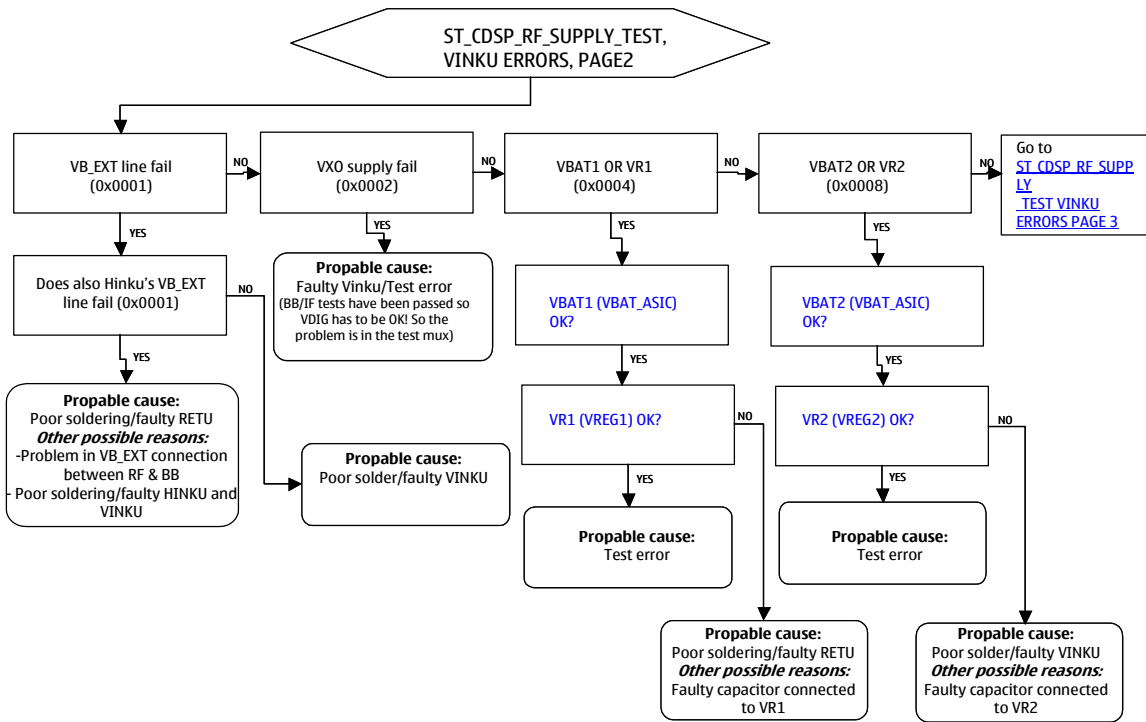 ST_CDSP_RF_SUPPLY_TEST,
VINKU ERRORS, PAGE2
VB_EXT line fail
(0x0001)
NO
VXO supply fail
(0x0002)
NO
VBAT1 OR VR1
(0x0004)
NO
VBAT2 OR VR2
(0x0008)
NO
Go to
ST_CDSP_RF_SUPP
LY
_TEST VINKU
ERRORS PAGE 3
YES
YES
YES
YES
Does also Hinku's VB_EXT
line fail (0x0001)
NO
Propable cause:
Faulty Vinku/Test error
(BB/IF tests have been passed so
VDIG has to be OK! So the
problem is in the test mux)
VBAT1 (VBAT_ASIC)
OK?
VBAT2 (VBAT_ASIC)
OK?
YES
YES
YES
Propable cause:
Poor soldering/faulty RETU
Other possible reasons:
-Problem in VB_EXT connection
between RF & BB
- Poor soldering/faulty HINKU and
VINKU
Propable cause:
Poor solder/faulty VINKU
VR1 (VREG1) OK?
NO
VR2 (VREG2) OK?
NO
YES
YES
Propable cause:
Test error
Propable cause:
Test error
Propable cause:
Poor soldering/faulty RETU
Other possible reasons:
Faulty capacitor connected
to VR1
Propable cause:
Poor solder/faulty VINKU
Other possible reasons:
Faulty capacitor connected
to VR2